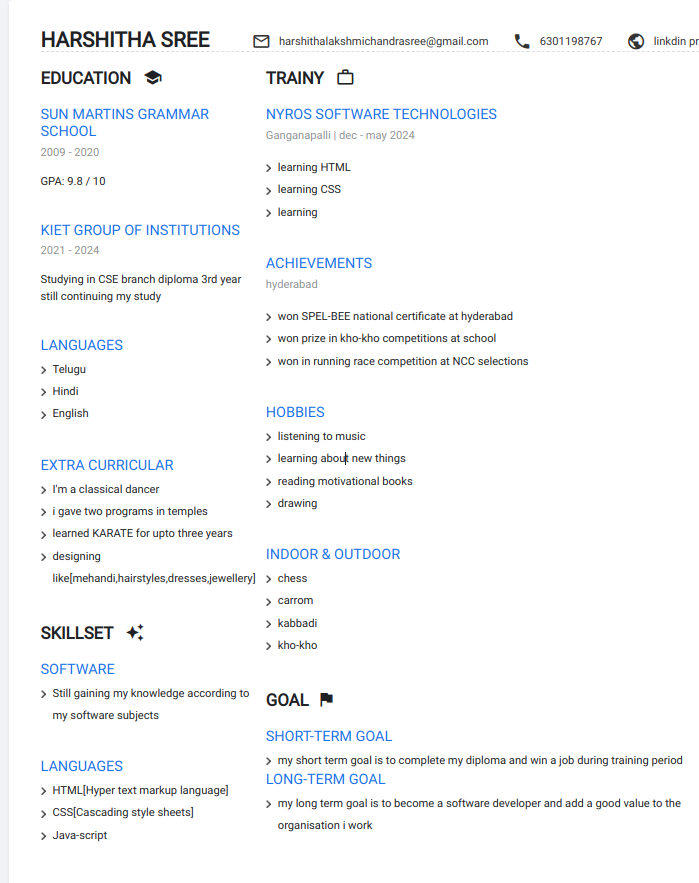 HARSHITHA SREE
harshithalakshmichandrasree@gmail.com
6301198767
linkdin pr
EDUCATION
SUN MARTINS GRAMMAR
SCHOOL
2009 - 2020
GPA: 9.8 / 10
KIET GROUP OF INSTITUTIONS
2021 - 2024
Studying in CSE branch diploma 3rd year
still continuing my study
LANGUAGES
Telugu
Hindi
English
EXTRA CURRICULAR
I'm a classical dancer
i gave two programs in temples
learned KARATE for upto three years
designing
like[mehandi,hairstyles,dresses,jewellery]
SKILLSET
SOFTWARE
Still gaining my knowledge according to
my software subjects
LANGUAGES
HTML[Hyper text markup language]
CSS[Cascading style sheets]
Java-script
TRAINY
NYROS SOFTWARE TECHNOLOGIES
Ganganapalli | dec - may 2024
learning HTML
learning CSS
learning
ACHIEVEMENTS
hyderabad
won SPEL-BEE national certificate at hyderabad
won prize in kho-kho competitions at school
won in running race competition at NCC selections
HOBBIES
listening to music
learning about new things
reading motivational books
drawing
INDOOR & OUTDOOR
chess
carrom
kabbadi
kho-kho
GOAL
SHORT-TERM GOAL
my short term goal is to complete my diploma and win a job during training period
LONG-TERM GOAL
my long term goal is to become a software developer and add a good value to the
organisation i work